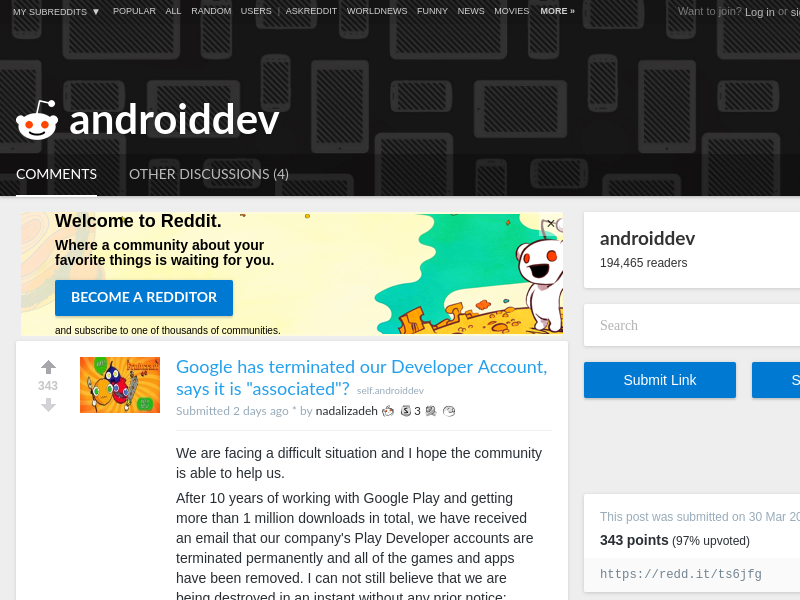 MY SUBREDDITS ▼ POPULAR ALL RANDOM USERS | ASKREDDIT WORLDNEWS FUNNY NEWS MOVIES MORE »
Want to join? Log in or
androiddev
COMMENTS OTHER DISCUSSIONS (4)
Welcome to Reddit.
Where a community about your
favorite things is waiting for you.
BECOME A REDDITOR
and subscribe to one of thousands of communities.
343
Google has terminated our Developer Account,
says it is "associated"? self.androiddev
Submitted 2 days ago * by nadalizadeh 3
We are facing a difficult situation and I hope the community
is able to help us.
After 10 years of working with Google Play and getting
more than 1 million downloads in total, we have received
an email that our company's Play Developer accounts are
terminated permanently and all of the games and apps
have been removed. I can not still believe that we are
being destroyed in an instant without any prior notice:
androiddev
194,465 readers
Search
Submit Link
This post was submitted on 30 Mar
343 points (97% upvoted)
https://redd.it/ts6jfg